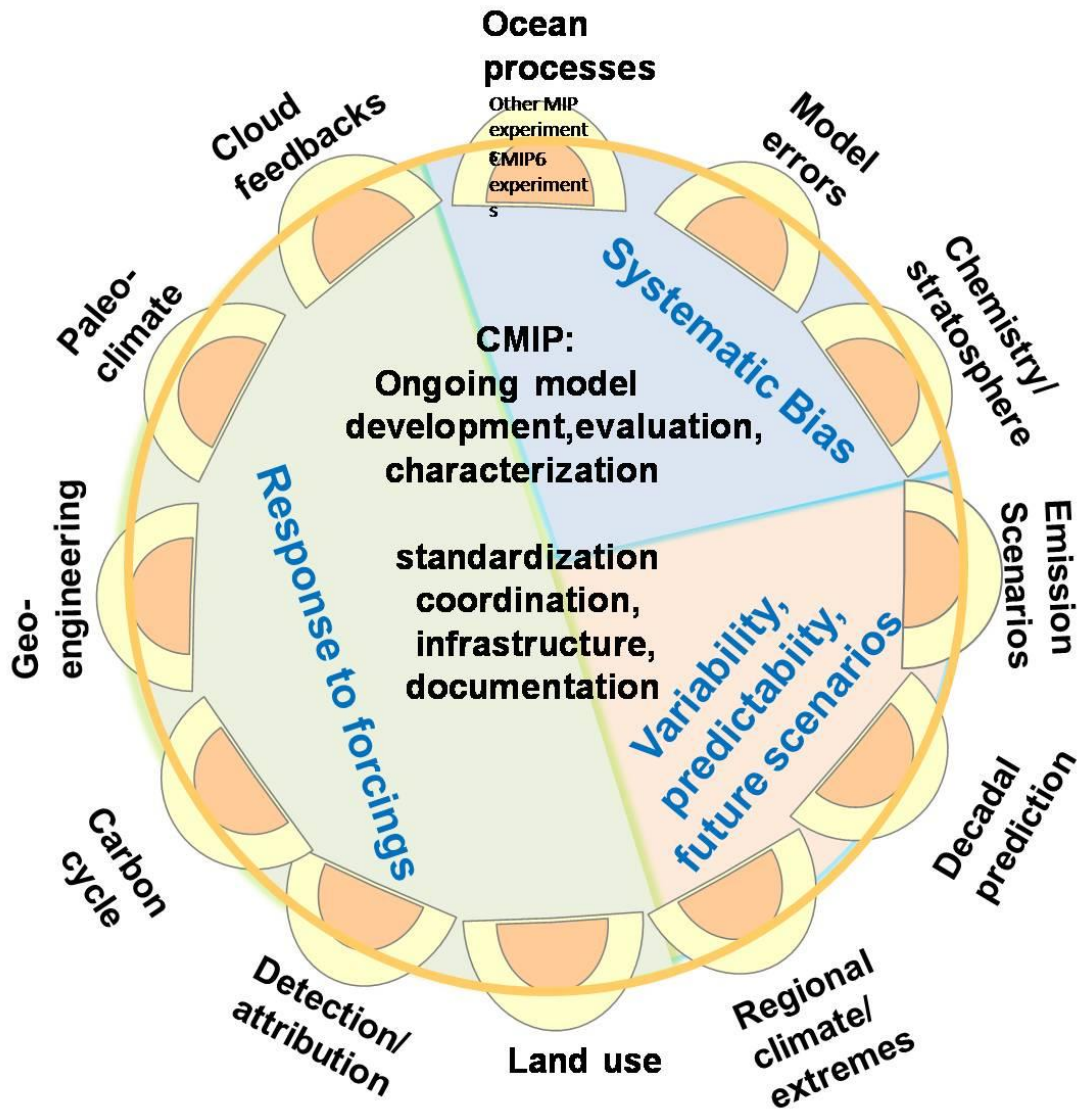 Ocean
processes
Other MIP
experiment
s
CMIP6
experiment
s
Model
errors
Chemistry/
stratosphere
Emission
Scenarios
Decadal
prediction
Regional
climate/
extremes
Land use
Detection/
attribution
Carbon
cycle
Geo-
engineering
Paleo-
climate
Cloud
feedbacks
Systematic Bias
CMIP:
Ongoing model
development,evaluation,
characterization
standardization
coordination,
infrastructure,
documentation
Response to forcings
Variability,
predictabiity,
future scenarios